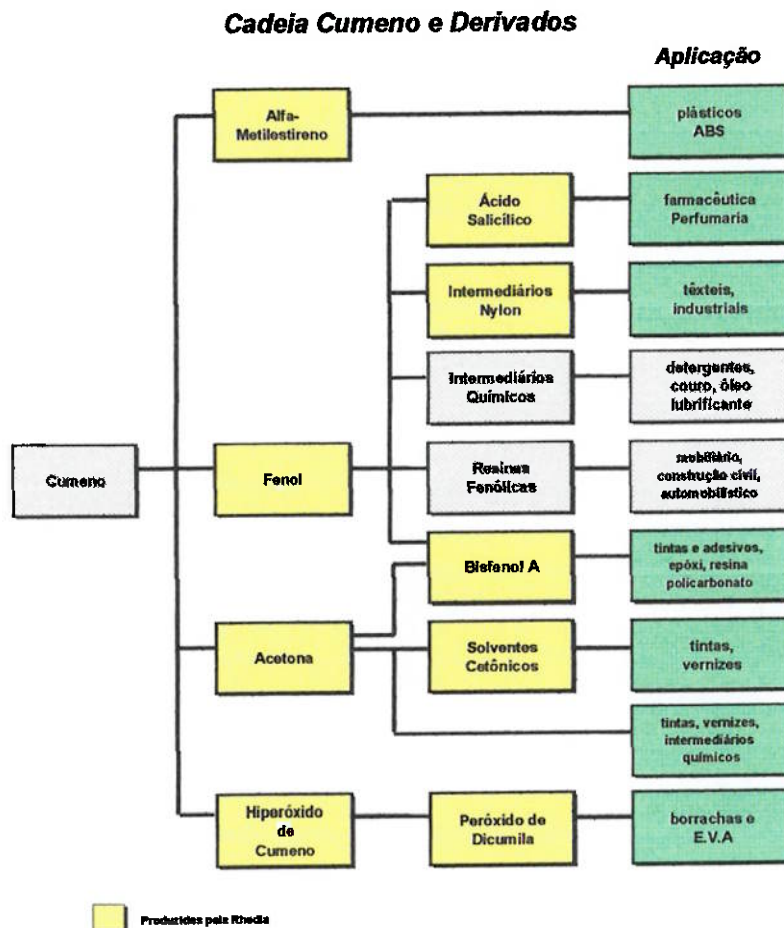 Cadeia Cumeno e Derivados
Aplicação
Alfa-
Metilestireno
plásticos
ABS
Ácido
Salicílico
farmacêutica
Perfumaria
Intermediários
Nylon
têxteis,
industriais
Intermediários
Químicos
detergentes,
couro, óleo
lubrificante
Cumeno
Fenol
Resinas
Fenólicas
mobiliário,
construção civil,
automobilístico
Bisfenol A
tintas e adesivos,
epóxi, resina
policarbonato
Acetona
Solventes
Cetônicos
tintas,
vernizes
tintas, vernizes,
intermediários
químicos
Hiperóxido
de
Cumeno
Peróxido de
Dicumila
borrachas e
E.V.A
Produzidos pela Rhodia